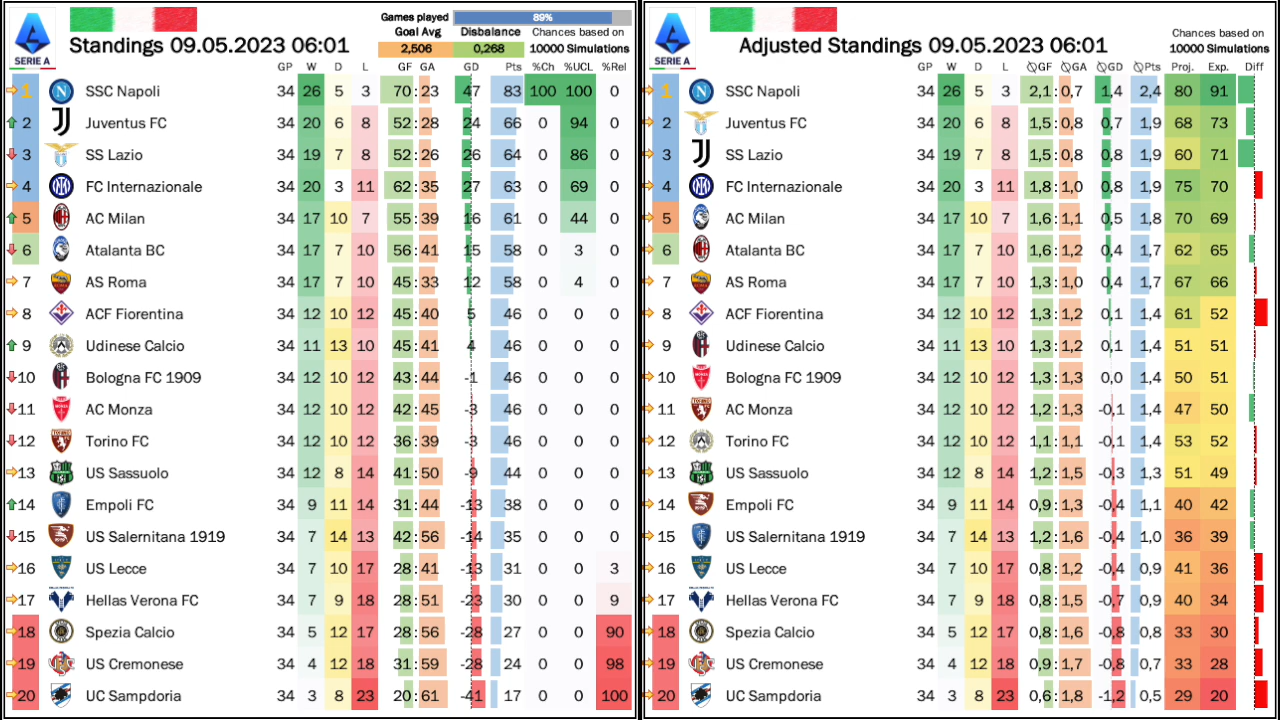 Games played 89%
Goal Avg Disbalance Chances based on
SERIE A Standings 09.05.2023 06:01 2,506 0,268 10000 Simulations
GP W D L GF GA GD Pts %Ch %UCL %Rel
1 SSC Napoli 34 26 5 3 70 : 23 47 83 100 100 0
2 Juventus FC 34 20 6 8 52 : 28 24 66 0 94 0
3 SS Lazio 34 19 7 8 52 : 26 26 64 0 86 0
4 FC Internazionale 34 20 3 11 62 : 35 27 63 0 69 0
5 AC Milan 34 17 10 7 55 : 39 16 61 0 44 0
6 Atalanta BC 34 17 7 10 56 : 41 15 58 0 3 0
7 AS Roma 34 17 7 10 45 : 33 12 58 0 4 0
8 ACF Fiorentina 34 12 10 12 45 : 40 5 46 0 0 0
9 Udinese Calcio 34 11 13 10 45 : 41 4 46 0 0 0
10 Bologna FC 1909 34 12 10 12 43 : 44 -1 46 0 0 0
11 AC Monza 34 12 10 12 42 : 45 -3 46 0 0 0
12 Torino FC 34 12 10 12 36 : 39 -3 46 0 0 0
13 US Sassuolo 34 12 8 14 41 : 50 -9 44 0 0 0
14 Empoli FC 34 9 11 14 31 : 44 -13 38 0 0 0
15 US Salernitana 1919 34 7 14 13 42 : 56 -14 35 0 0 0
16 US Lecce 34 7 10 17 28 : 41 -13 31 0 0 3
17 Hellas Verona FC 34 7 9 18 28 : 51 -23 30 0 0 9
18 Spezia Calcio 34 5 12 17 28 : 56 -28 27 0 0 90
19 US Cremonese 34 4 12 18 31 : 59 -28 24 0 0 98
20 UC Sampdoria 34 3 8 23 20 : 61 -41 17 0 0 100
Chances based on
SERIE A Adjusted Standings 09.05.2023 06:01 10000 Simulations
GP W D L ∅GF ∅GA ∅GD ∅Pts Proj. Exp. Diff
1 SSC Napoli 34 26 5 3 2,1 : 0,7 1,4 2,4 80 91
2 Juventus FC 34 20 6 8 1,5 : 0,8 0,7 1,9 68 73
3 SS Lazio 34 19 7 8 1,5 : 0,8 0,8 1,9 60 71
4 FC Internazionale 34 20 3 11 1,8 : 1,0 0,8 1,9 75 70
5 AC Milan 34 17 10 7 1,6 : 1,1 0,5 1,8 70 69
6 Atalanta BC 34 17 7 10 1,6 : 1,2 0,4 1,7 62 65
7 AS Roma 34 17 7 10 1,3 : 1,0 0,4 1,7 67 66
8 ACF Fiorentina 34 12 10 12 1,3 : 1,2 0,1 1,4 61 52
9 Udinese Calcio 34 11 13 10 1,3 : 1,2 0,1 1,4 51 51
10 Bologna FC 1909 34 12 10 12 1,3 : 1,3 0,0 1,4 50 51
11 AC Monza 34 12 10 12 1,2 : 1,3 -0,1 1,4 47 50
12 Torino FC 34 12 10 12 1,1 : 1,1 -0,1 1,4 53 52
13 US Sassuolo 34 12 8 14 1,2 : 1,5 -0,3 1,3 51 49
14 Empoli FC 34 9 11 14 0,9 : 1,3 -0,4 1,1 40 42
15 US Salernitana 1919 34 7 14 13 1,2 : 1,6 -0,4 1,0 36 39
16 US Lecce 34 7 10 17 0,8 : 1,2 -0,4 0,9 41 36
17 Hellas Verona FC 34 7 9 18 0,8 : 1,5 -0,7 0,9 40 34
18 Spezia Calcio 34 5 12 17 0,8 : 1,6 -0,8 0,8 33 30
19 US Cremonese 34 4 12 18 0,9 : 1,7 -0,8 0,7 33 28
20 UC Sampdoria 34 3 8 23 0,6 : 1,8 -1,2 0,5 29 20